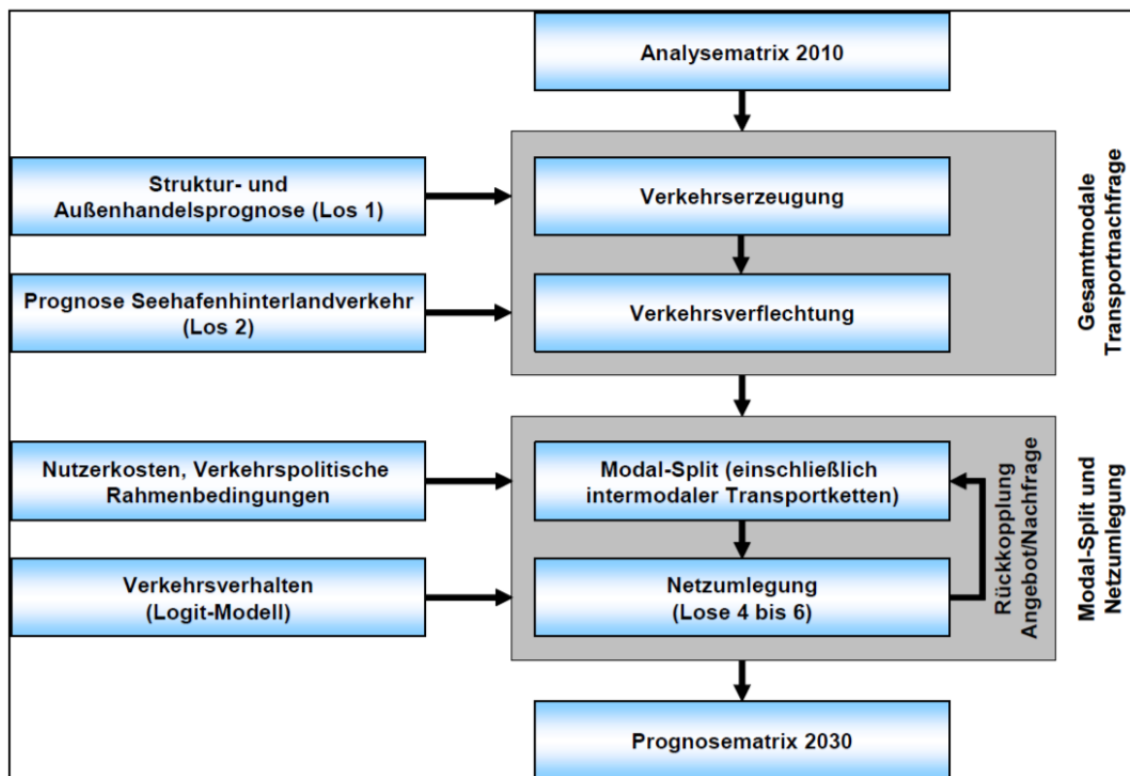 Analysematrix 2010
Struktur- und
Außenhandelsprognose (Los 1)
Verkehrserzeugung
Prognose Seehafenhinterlandverkehr
(Los 2)
Verkehrsverflechtung
Gesamtmodale
Transportnachfrage
Nutzerkosten, Verkehrspolitische
Rahmenbedingungen
Modal-Split (einschließlich
intermodaler Transportketten)
Verkehrsverhalten
(Logit-Modell)
Netzumlegung
(Lose 4 bis 6)
Rückkopplung
Angebot/Nachfrage
Modal-Split und
Netzumlegung
Prognosematrix 2030